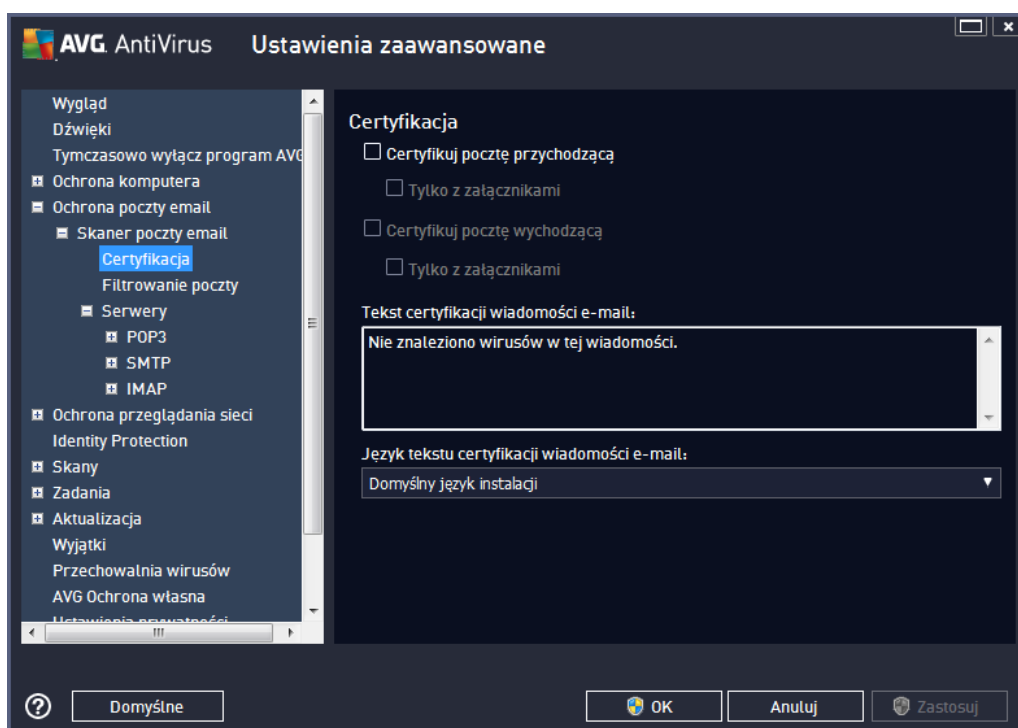 AVG. AntiVirus Ustawienia zaawansowane
Wygląd
Dźwięki
Tymczasowo wyłącz program AVG
Ochrona komputera
Ochrona poczty email
Skaner poczty email
Certyfikacja
Filtrowanie poczty
Serwery
POP3
SMTP
IMAP
Ochrona przeglądania sieci
Identity Protection
Skany
Zadania
Aktualizacja
Wyjątki
Przechowalnia wirusów
AVG Ochrona własna
Ustawienia prywatności
Certyfikacja
Certyfikuj pocztę przychodzącą
Tylko z załącznikami
Certyfikuj pocztę wychodzącą
Tylko z załącznikami
Tekst certyfikacji wiadomości e-mail:
Nie znaleziono wirusów w tej wiadomości.
Język tekstu certyfikacji wiadomości e-mail:
Domyślny język instalacji
Domyślne
OK
Anuluj
Zastosuj